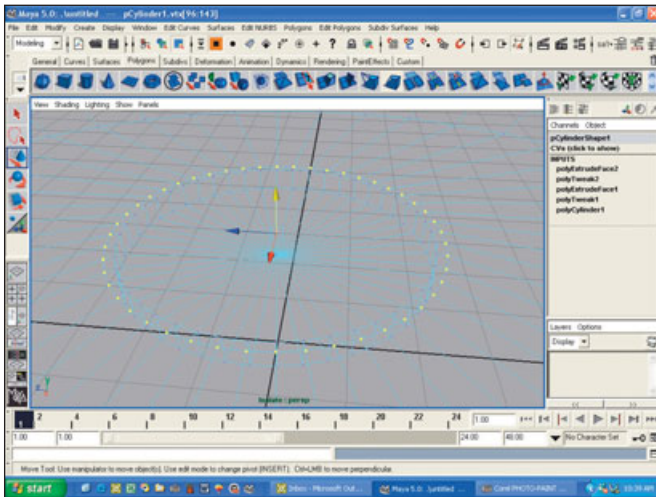 Maya 5.0: .\untitled --- pCylinder1.vtx[96:143]
File Edit Modify Create Display Window Edit Curves Surfaces Edit NURBS Polygons Edit Polygons Subdiv Surfaces Help
Modeling
General Curves Surfaces Polygons Subdivs Deformation Animation Dynamics Rendering PaintEffects Custom
View Shading Lighting Show Panels
Channels Object
pCylinderShape1
CVs (click to show)
INPUTS
polyExtrudeFace2
polyTweak2
polyExtrudeFace1
polyTweak1
polyCylinder1
Layers Options
Display
persp
1 2 4 6 8 10 12 14 16 18 20 22 24 1.00
1.00 1.00 24.00 48.00 No Character Set
Move Tool: Use manipulator to move object(s). Use edit mode to change pivot (INSERT). Ctrl+LMB to move perpendicular.
start Inbox - Microsoft Out... Maya 5.0: .\untitled ... Corel PHOTO-PAINT ... 10:39 AM